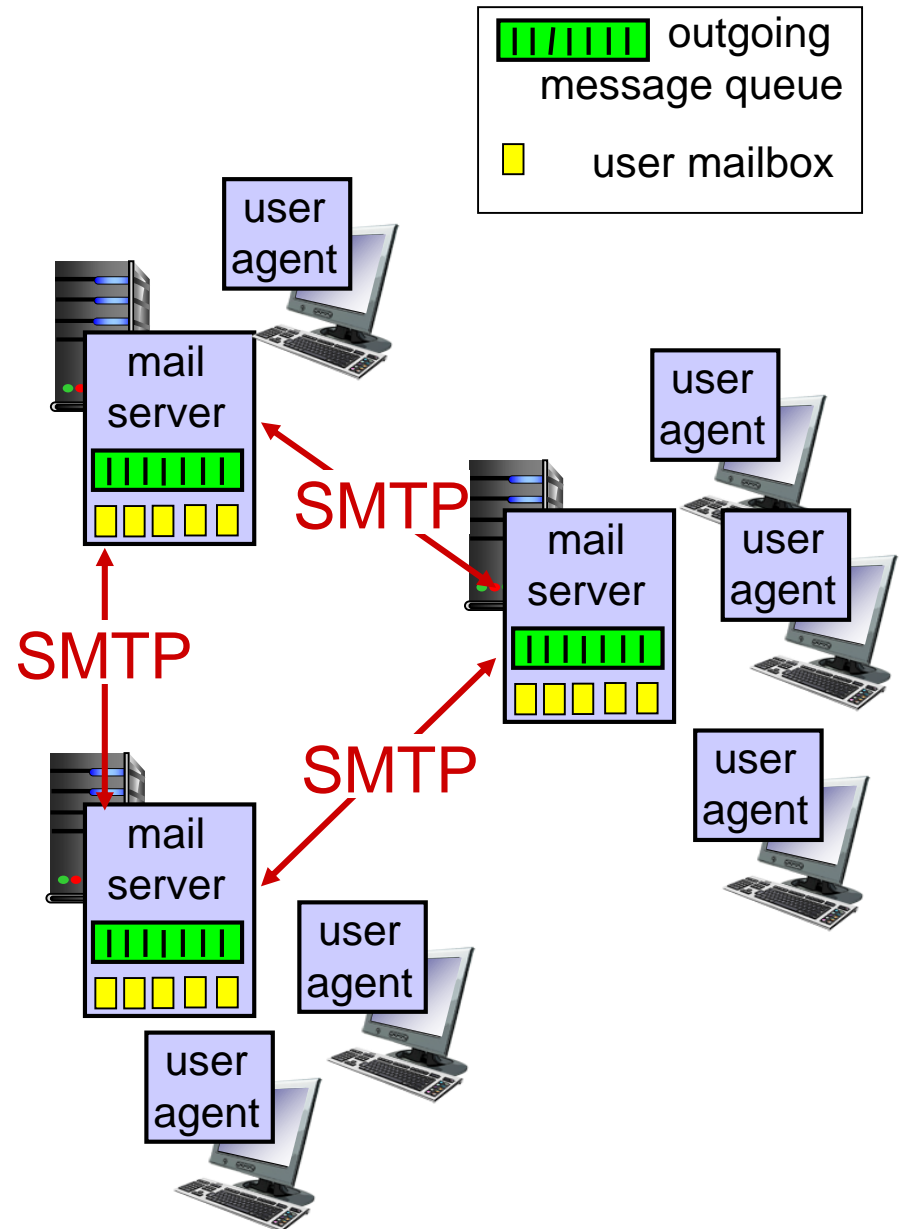 outgoing
message queue
user mailbox
user
agent
mail
server
SMTP
user
agent
mail
server
user
agent
SMTP
SMTP
user
agent
mail
server
user
agent
user
agent